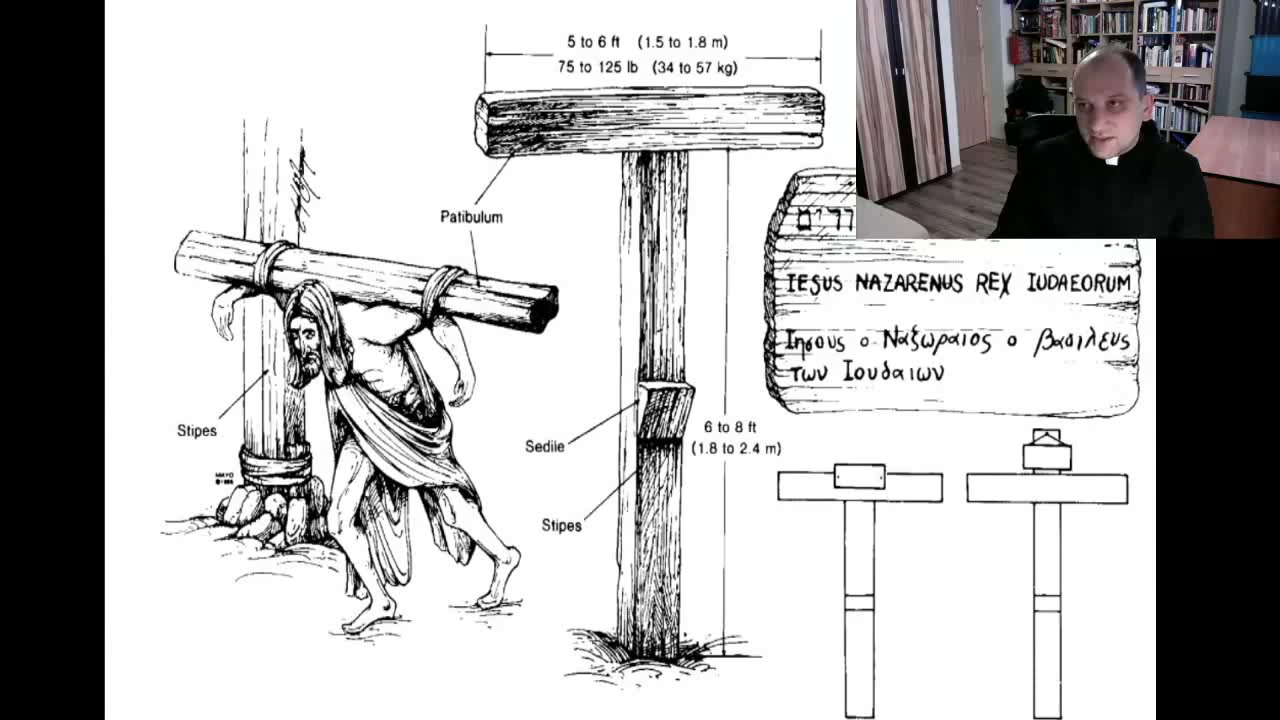 5 to 6 ft (1.5 to 1.8 m)
75 to 125 lb (34 to 57 kg)
Patibulum
IESUS NAZARENUS REX IUDAEORUM
Ιησους ο Ναζωραιος ο βασιλευς
των Ιουδαιων
Stipes
Sedile
6 to 8 ft
(1.8 to 2.4 m)
Stipes
MAYO